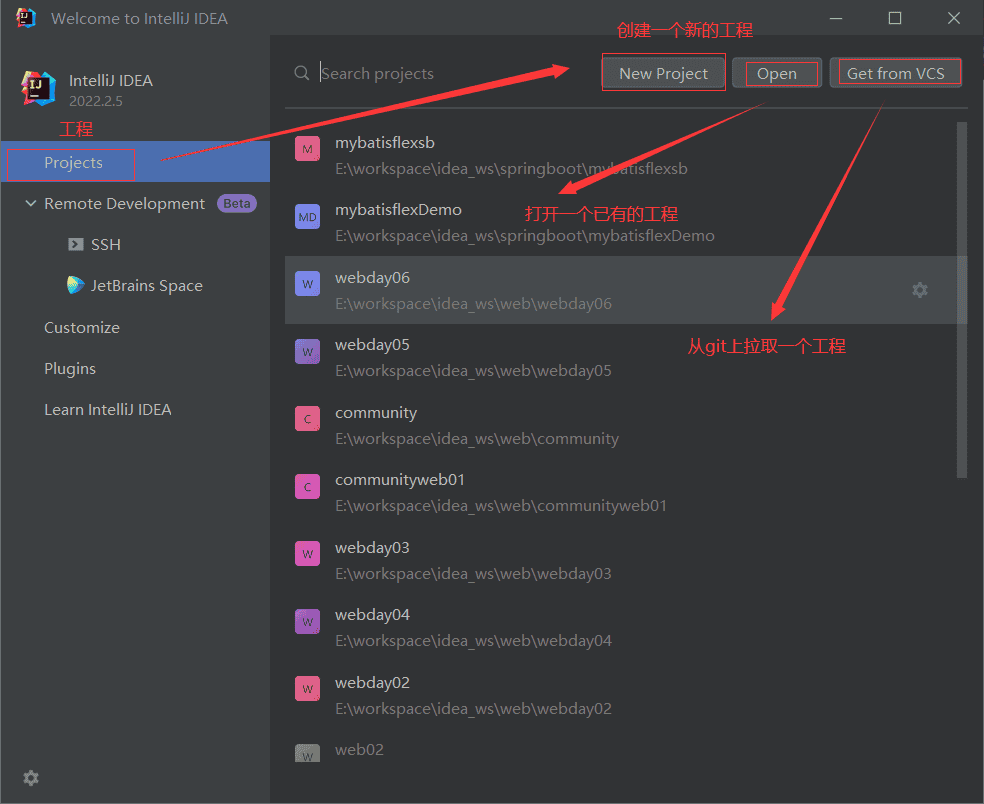 Welcome to IntelliJ IDEA
创建一个新的工程
IntelliJ IDEA
2022.2.5
Search projects
New Project
Open
Get from VCS
工程
Projects
Remote Development Beta
SSH
JetBrains Space
Customize
Plugins
Learn IntelliJ IDEA
M mybatisflexsb
E:\workspace\idea_ws\springboot\mybatisflexsb
MD mybatisflexDemo
打开一个已有的工程
E:\workspace\idea_ws\springboot\mybatisflexDemo
W webday06
E:\workspace\idea_ws\web\webday06
W webday05
从git上拉取一个工程
E:\workspace\idea_ws\web\webday05
C community
E:\workspace\idea_ws\web\community
C communityweb01
E:\workspace\idea_ws\web\communityweb01
W webday03
E:\workspace\idea_ws\web\webday03
W webday04
E:\workspace\idea_ws\web\webday04
W webday02
E:\workspace\idea_ws\web\webday02
W web02